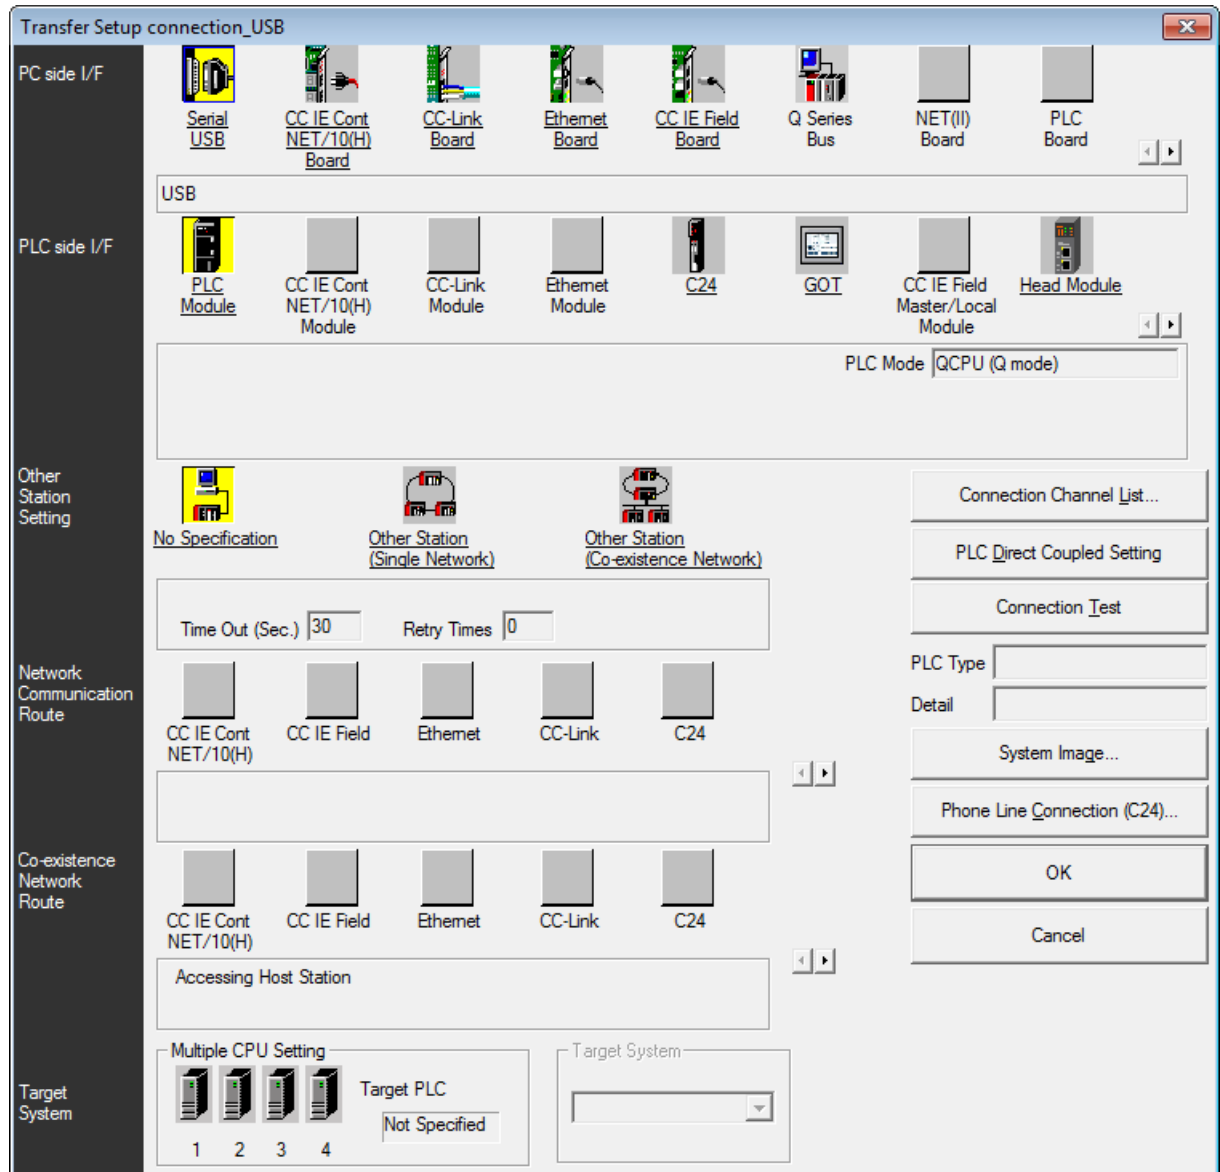 Transfer Setup connection_USB
PC side I/F
Serial
USB
CC IE Cont
NET/10(H)
Board
CC-Link
Board
Ethernet
Board
CC IE Field
Board
Q Series
Bus
NET(II)
Board
PLC
Board
USB
PLC side I/F
PLC
Module
CC IE Cont
NET/10(H)
Module
CC-Link
Module
Ethernet
Module
C24
GOT
CC IE Field
Master/Local
Module
Head Module
PLC Mode QCPU (Q mode)
Other
Station
Setting
No Specification
Other Station
(Single Network)
Other Station
(Co-existence Network)
Time Out (Sec.) 30 Retry Times 0
Connection Channel List...
PLC Direct Coupled Setting
Connection Test
PLC Type
Detail
System Image...
Phone Line Connection (C24)...
OK
Cancel
Network
Communication
Route
CC IE Cont
NET/10(H)
CC IE Field
Ethernet
CC-Link
C24
Co-existence
Network
Route
CC IE Cont
NET/10(H)
CC IE Field
Ethernet
CC-Link
C24
Accessing Host Station
Target
System
Multiple CPU Setting
1 2 3 4
Target PLC
Not Specified
Target System